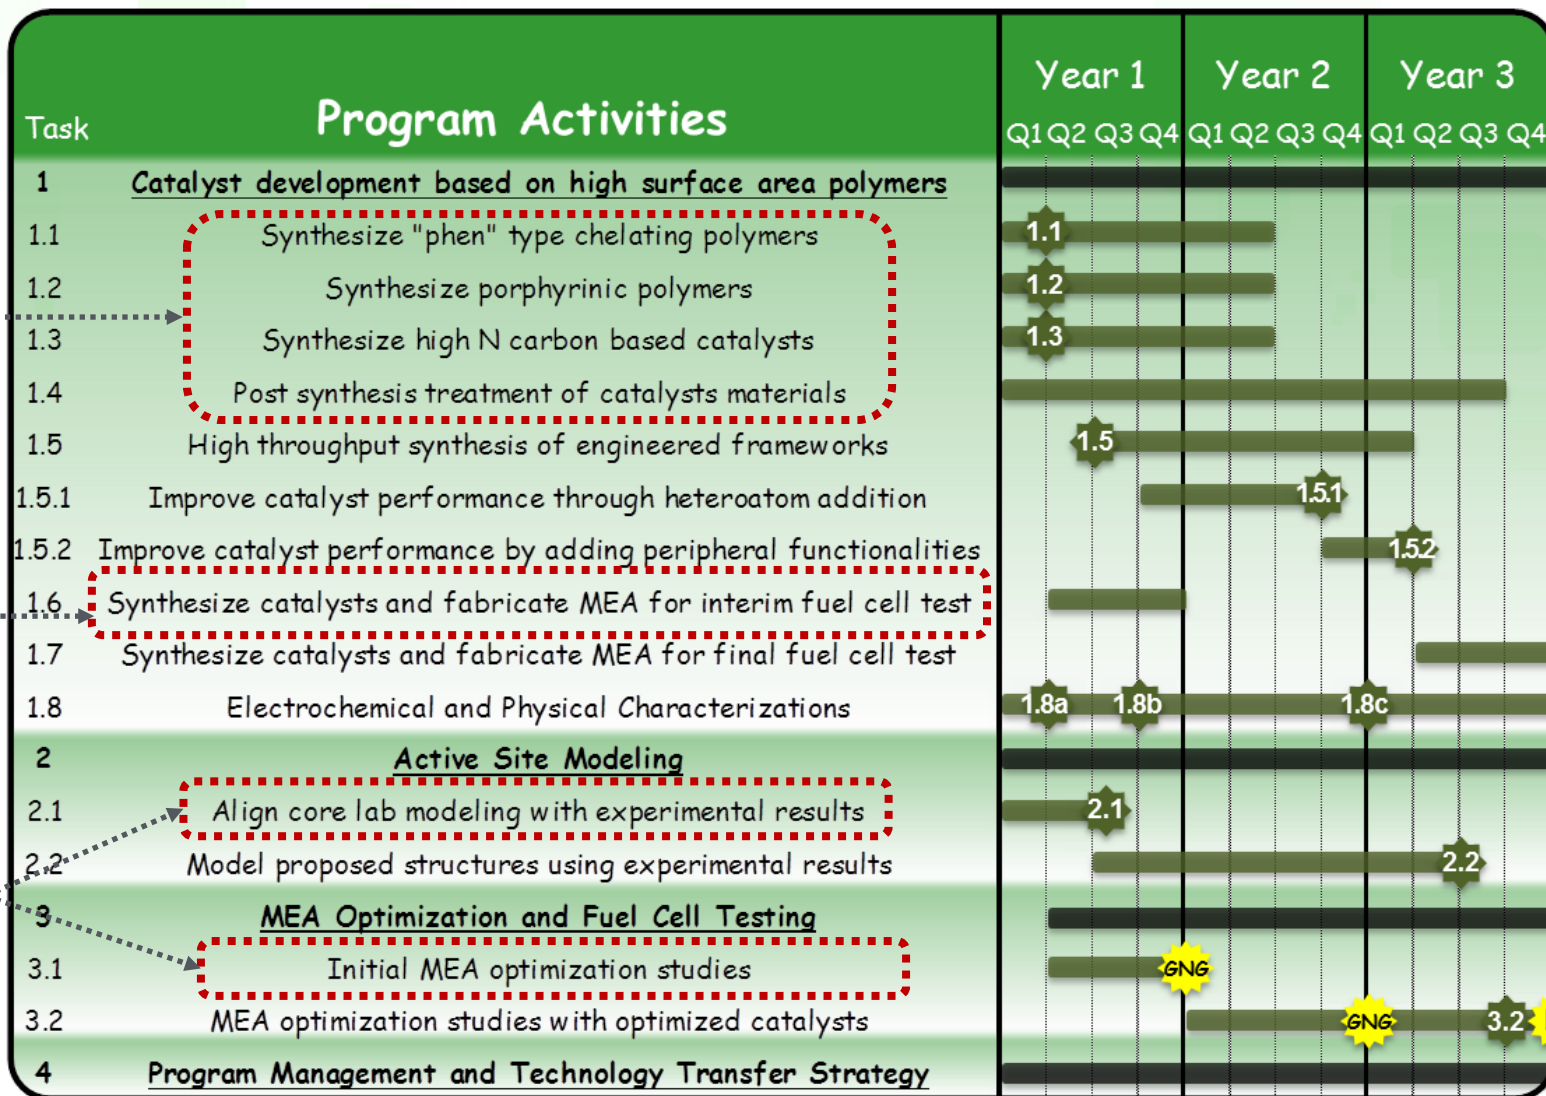 Year 1 Year 2 Year 3
Task Program Activities Q1 Q2 Q3 Q4 Q1 Q2 Q3 Q4 Q1 Q2 Q3 Q4
1 Catalyst development based on high surface area polymers
1.1 Synthesize "phen" type chelating polymers 1.1
1.2 Synthesize porphyrinic polymers 1.2
1.3 Synthesize high N carbon based catalysts 1.3
1.4 Post synthesis treatment of catalysts materials
1.5 High throughput synthesis of engineered frameworks 1.5
1.5.1 Improve catalyst performance through heteroatom addition 1.5.1
1.5.2 Improve catalyst performance by adding peripheral functionalities 1.5.2
1.6 Synthesize catalysts and fabricate MEA for interim fuel cell test
1.7 Synthesize catalysts and fabricate MEA for final fuel cell test
1.8 Electrochemical and Physical Characterizations 1.8a 1.8b 1.8c
2 Active Site Modeling
2.1 Align core lab modeling with experimental results 2.1
2.2 Model proposed structures using experimental results 2.2
3 MEA Optimization and Fuel Cell Testing
3.1 Initial MEA optimization studies GNG
3.2 MEA optimization studies with optimized catalysts GNG 3.2
4 Program Management and Technology Transfer Strategy